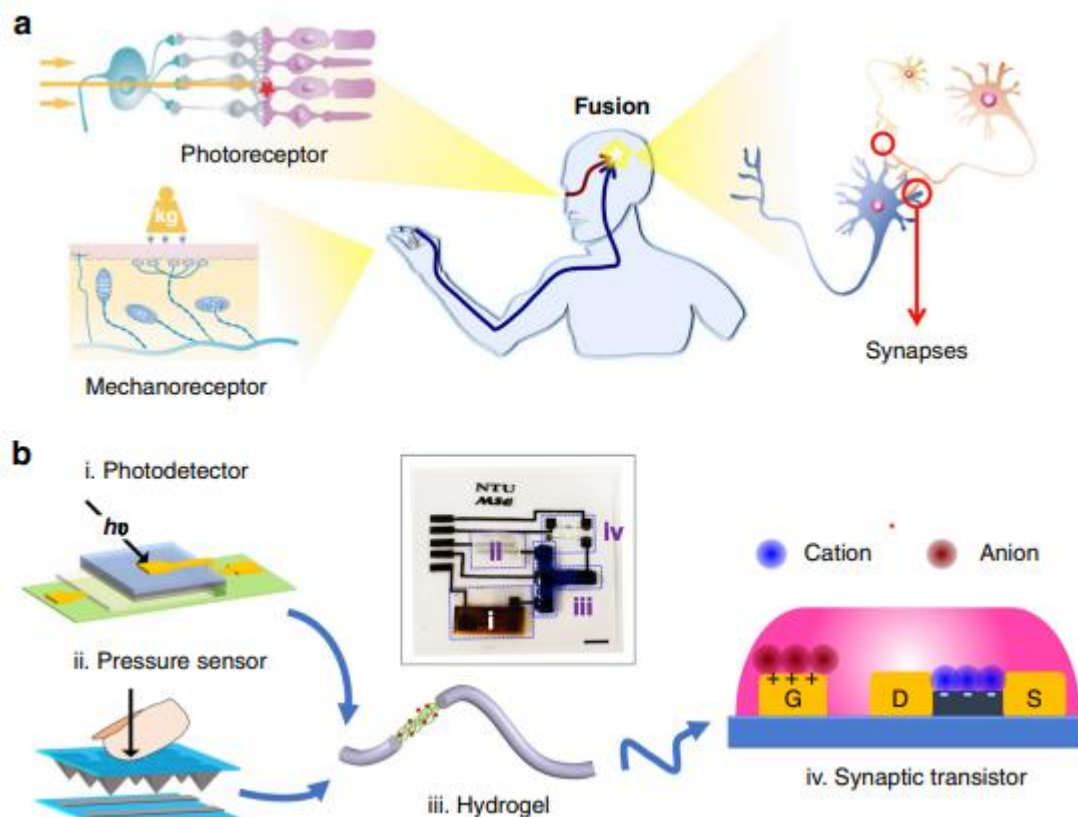 a
Photoreceptor
kg
Mechanoreceptor
Fusion
Synapses
b
i. Photodetector
hυ
ii. Pressure sensor
NTU
MSE
iv
ii
iii
i
iii. Hydrogel
Cation
Anion
+ + +
G
D
- - -
S
iv. Synaptic transistor